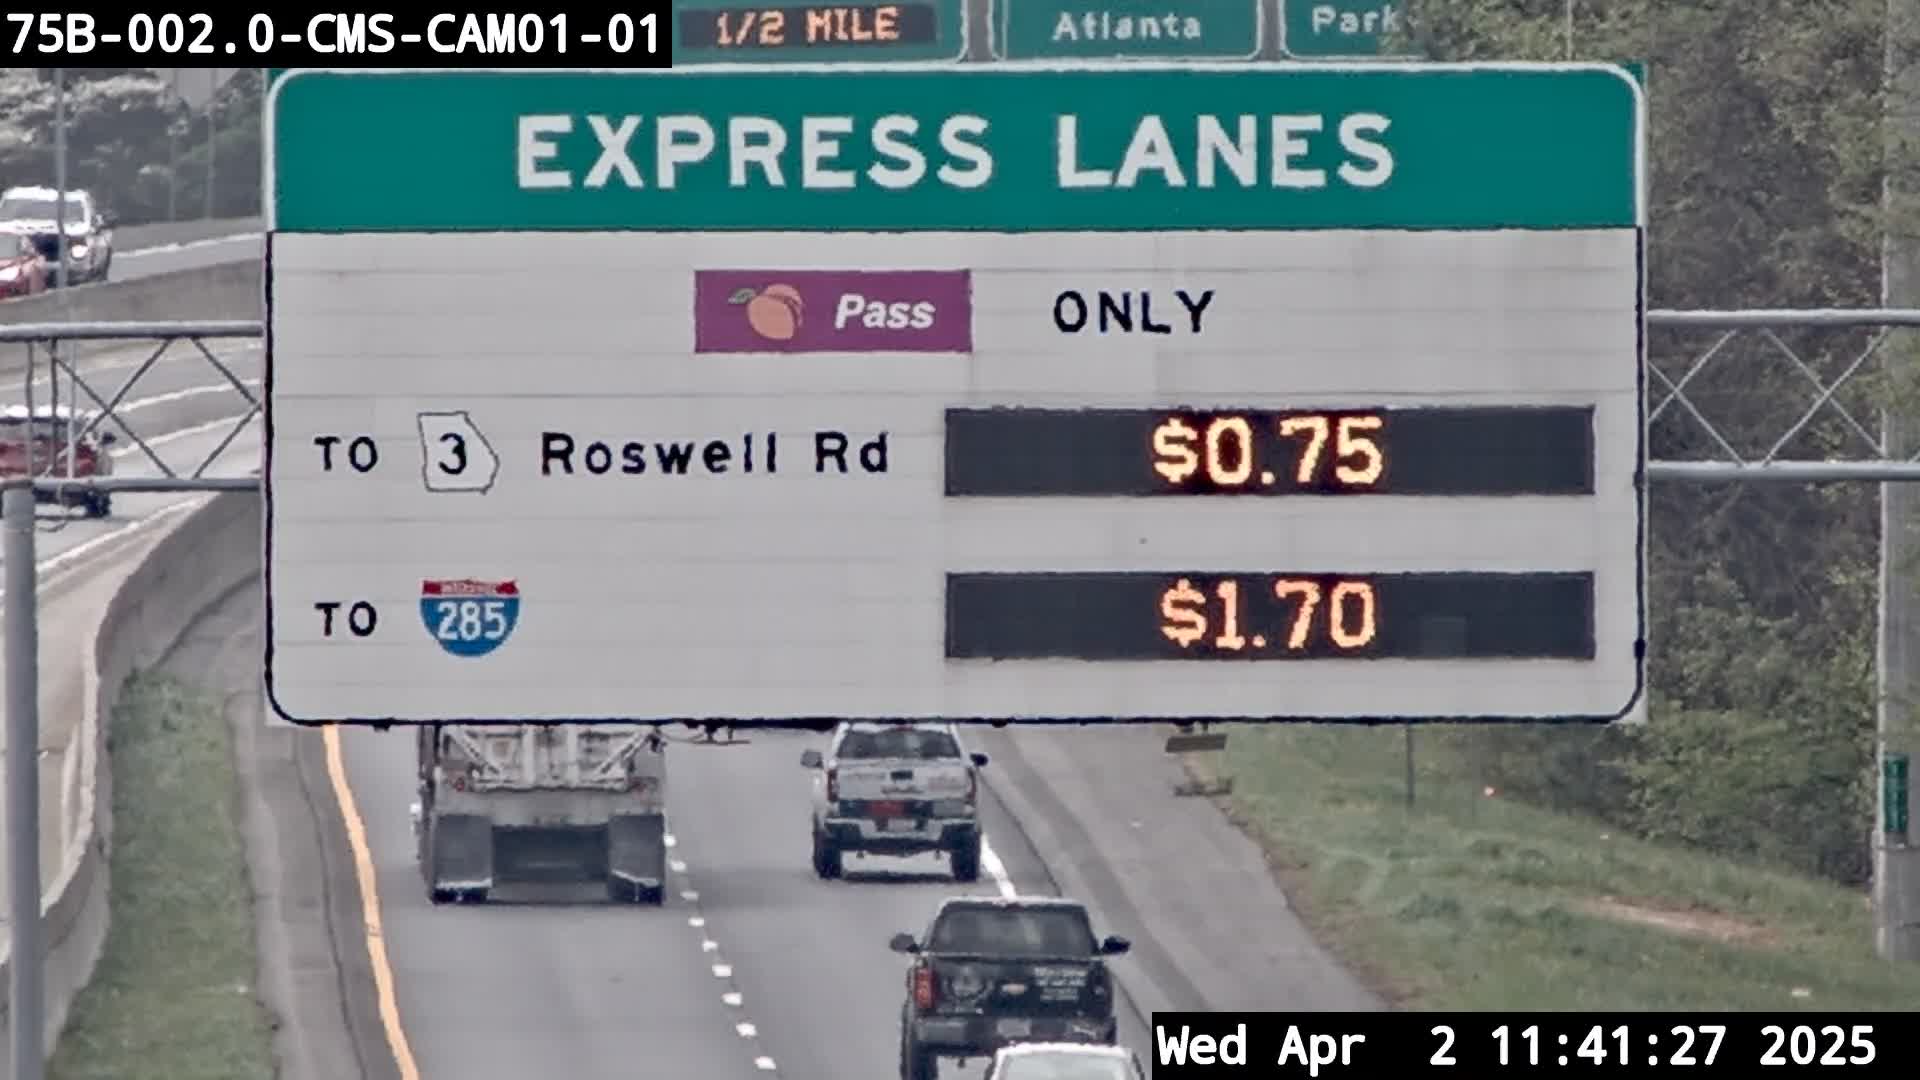 75B-002.0-CMS-CAM01-01
1/2 MILE
Atlanta
Park
EXPRESS LANES
Pass ONLY
TO 3 Roswell Rd $0.75
TO 285 $1.70
Wed Apr 2 11:41:27 2025